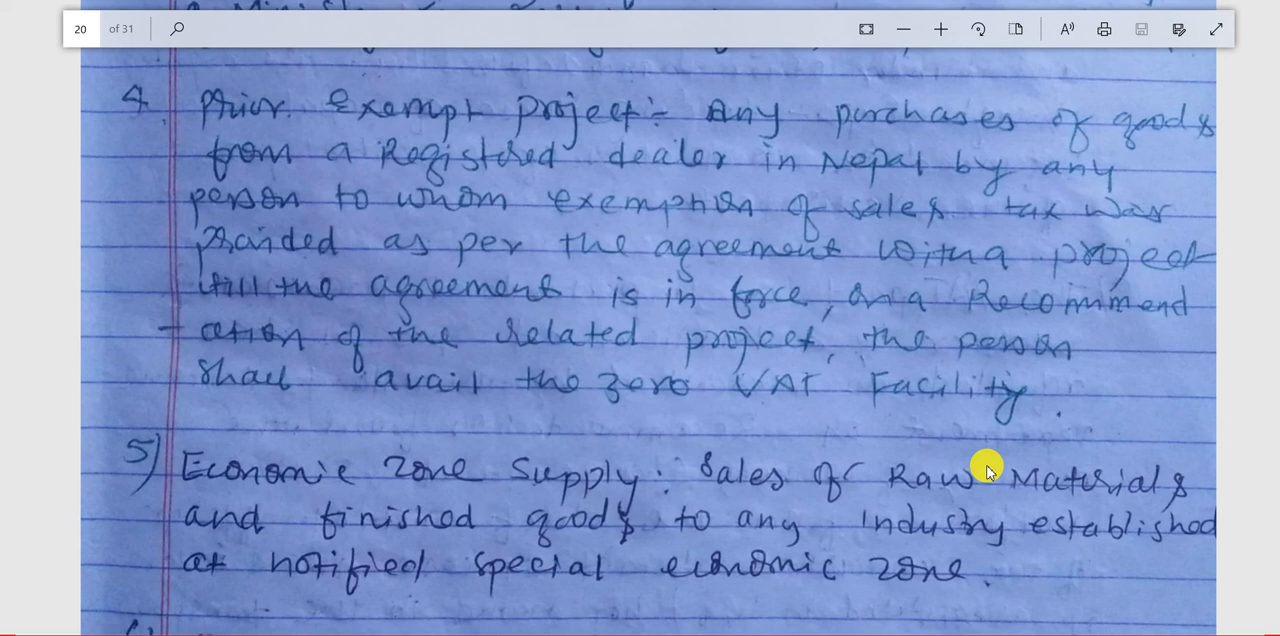 20 of 31
4. Prior Exempt Project:- Any purchases of goods
from a Registered dealer in Nepal by any
person to whom exemption of sales tax was
provided as per the agreement with a project
till the agreement is in force, on a Recommend
-ation of the related project, the person
shall avail the zero VAT Facility.
5) Economic Zone Supply: Sales of Raw Materials
and finished goods to any Industry established
at notified special economic zone.